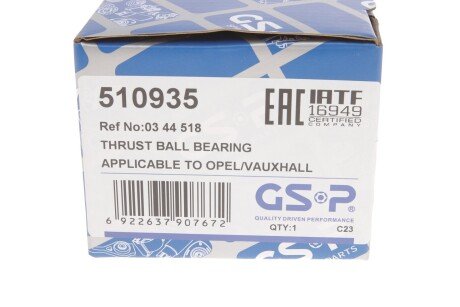 510935
EAC IATF
16949
CERTIFIED
COMPANY
Ref No:03 44 518
THRUST BALL BEARING
APPLICABLE TO OPEL/VAUXHALL
GS·P®
QUALITY DRIVEN PERFORMANCE
6 922637 907672
QTY:1 C23